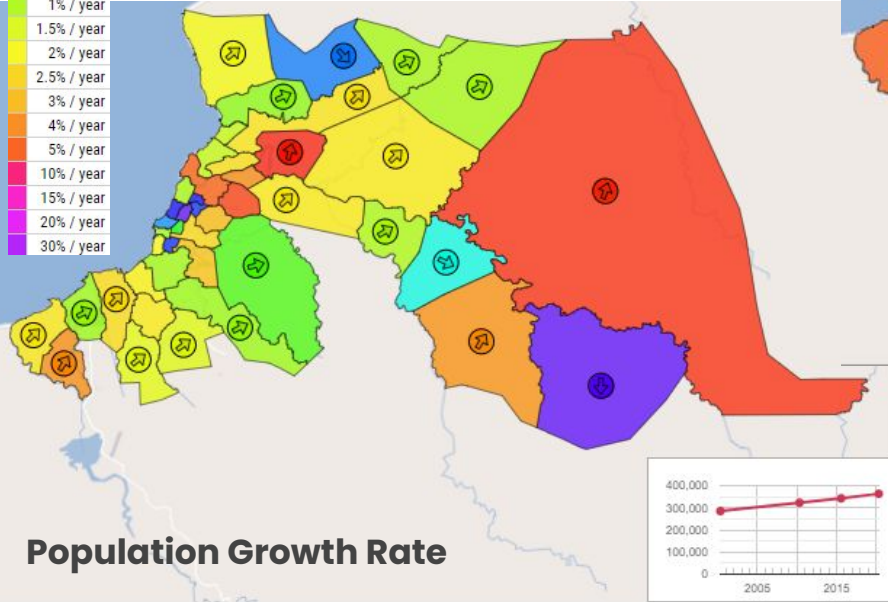 1% / year
1.5% / year
2% / year
2.5% / year
3% / year
4% / year
5% / year
10% / year
15% / year
20% / year
30% / year
400,000
300,000
200,000
100,000
0
2005 2015
Population Growth Rate